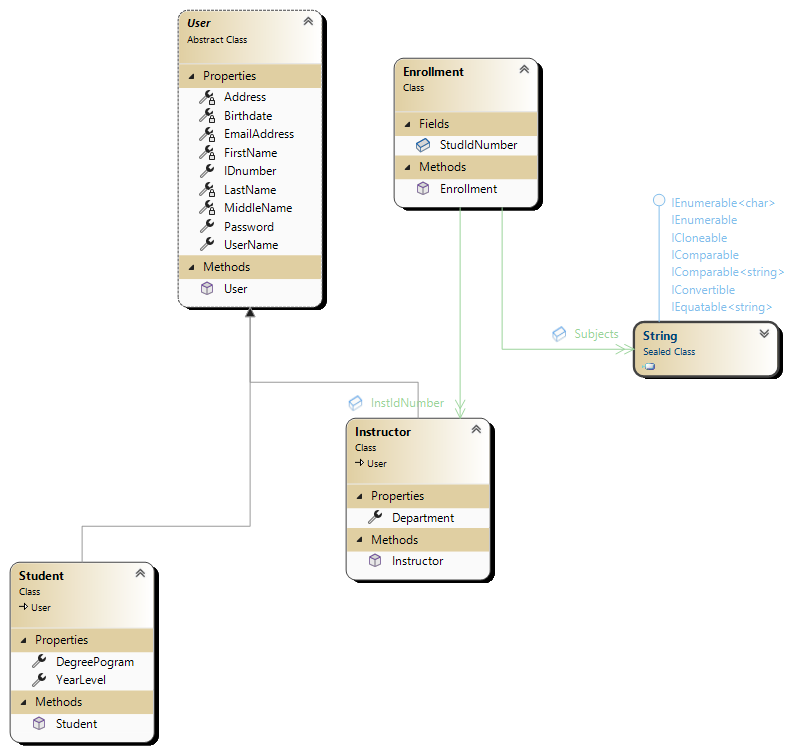 User
Abstract Class
Properties
Address
Birthdate
EmailAddress
FirstName
IDnumber
LastName
MiddleName
Password
UserName
Methods
User
Enrollment
Class
Fields
StudIdNumber
Methods
Enrollment
IEnumerable<char>
IEnumerable
ICloneable
IComparable
IComparable<string>
IConvertible
IEquatable<string>
Subjects
String
Sealed Class
InstIdNumber
Instructor
Class
User
Properties
Department
Methods
Instructor
Student
Class
User
Properties
DegreePogram
YearLevel
Methods
Student